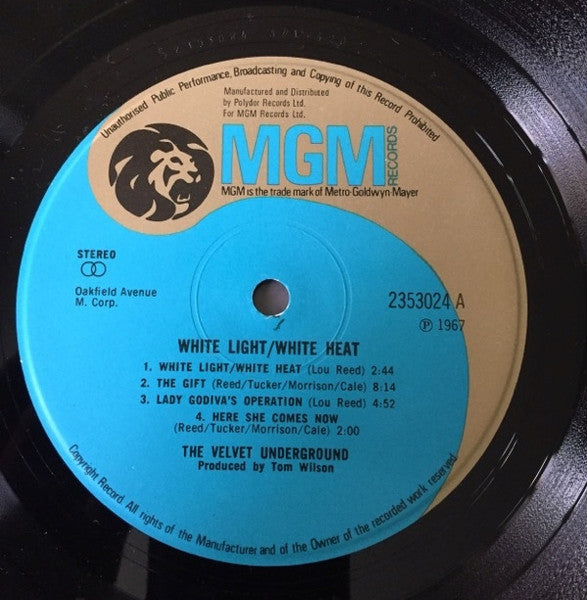 Unauthorised Public Performance, Broadcasting and Copying of this Record Prohibited
Manufactured and Distributed
by Polydor Records Ltd.
For MGM Records Ltd.
MGM
RECORDS
MGM is the trade mark of Metro-Goldwyn-Mayer
STEREO
Oakfield Avenue
M. Corp.
2353024 A
℗ 1967
WHITE LIGHT/WHITE HEAT
1. WHITE LIGHT/WHITE HEAT (Lou Reed) 2:44
2. THE GIFT (Reed/Tucker/Morrison/Cale) 8:14
3. LADY GODIVA'S OPERATION (Lou Reed) 4:52
4. HERE SHE COMES NOW
(Reed/Tucker/Morrison/Cale) 2:00
THE VELVET UNDERGROUND
Produced by Tom Wilson
Copyright Record. All rights of the Manufacturer and of the Owner of the recorded work reserved.